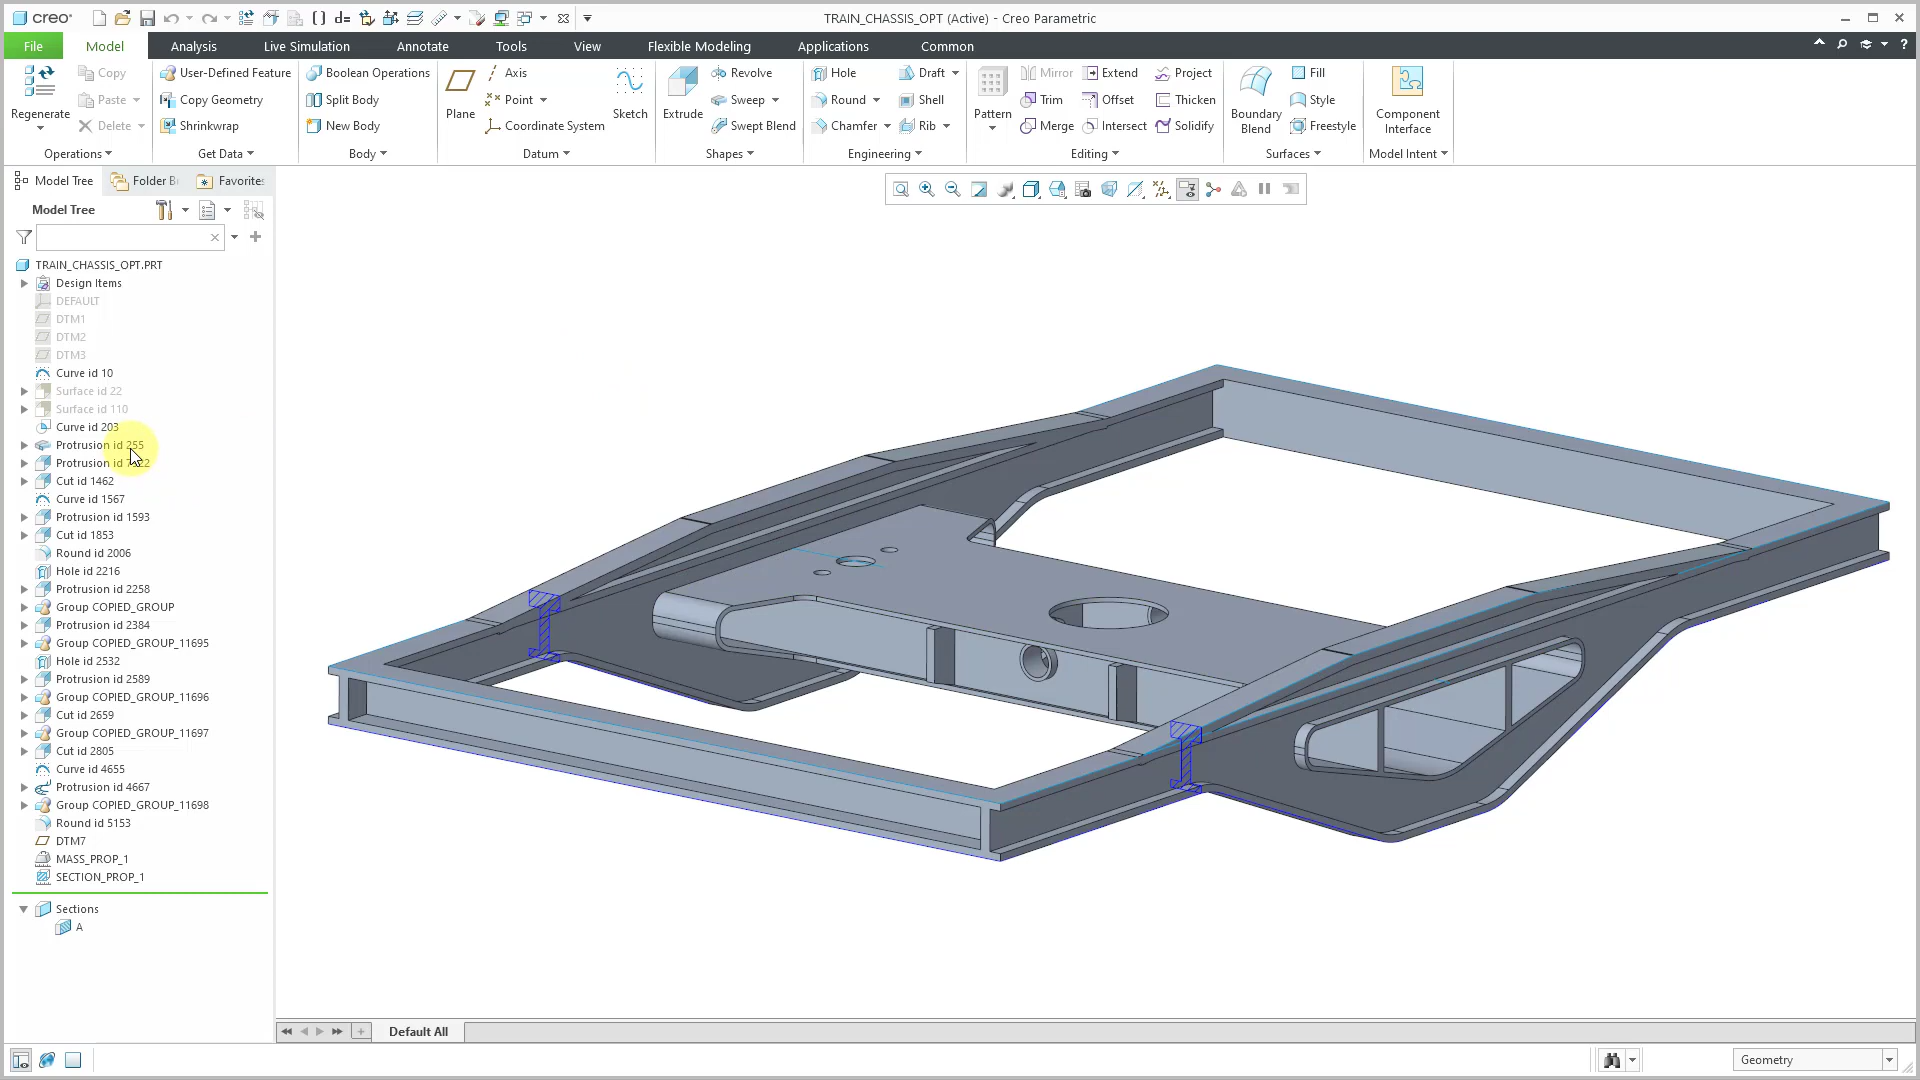 creo°
TRAIN_CHASSIS_OPT (Active) - Creo Parametric
File Model Analysis Live Simulation Annotate Tools View Flexible Modeling Applications Common
Regenerate
Copy
Paste
Delete
Operations
User-Defined Feature
Copy Geometry
Shrinkwrap
Get Data
Boolean Operations
Split Body
New Body
Body
Plane
Axis
Point
Coordinate System
Sketch
Datum
Extrude
Revolve
Sweep
Swept Blend
Shapes
Hole
Round
Chamfer
Draft
Shell
Rib
Engineering
Pattern
Mirror
Trim
Merge
Extend
Offset
Intersect
Project
Thicken
Solidify
Editing
Boundary
Blend
Fill
Style
Freestyle
Surfaces
Component
Interface
Model Intent
Model Tree Folder B Favorites
Model Tree
TRAIN_CHASSIS_OPT.PRT
Design Items
DEFAULT
DTM1
DTM2
DTM3
Curve id 10
Surface id 22
Surface id 110
Curve id 203
Protrusion id 255
Protrusion id 22
Cut id 1462
Curve id 1567
Protrusion id 1593
Cut id 1853
Round id 2006
Hole id 2216
Protrusion id 2258
Group COPIED_GROUP
Protrusion id 2384
Group COPIED_GROUP_11695
Hole id 2532
Protrusion id 2589
Group COPIED_GROUP_11696
Cut id 2659
Group COPIED_GROUP_11697
Cut id 2805
Curve id 4655
Protrusion id 4667
Group COPIED_GROUP_11698
Round id 5153
DTM7
MASS_PROP_1
SECTION_PROP_1
Sections
A
Default All
Geometry